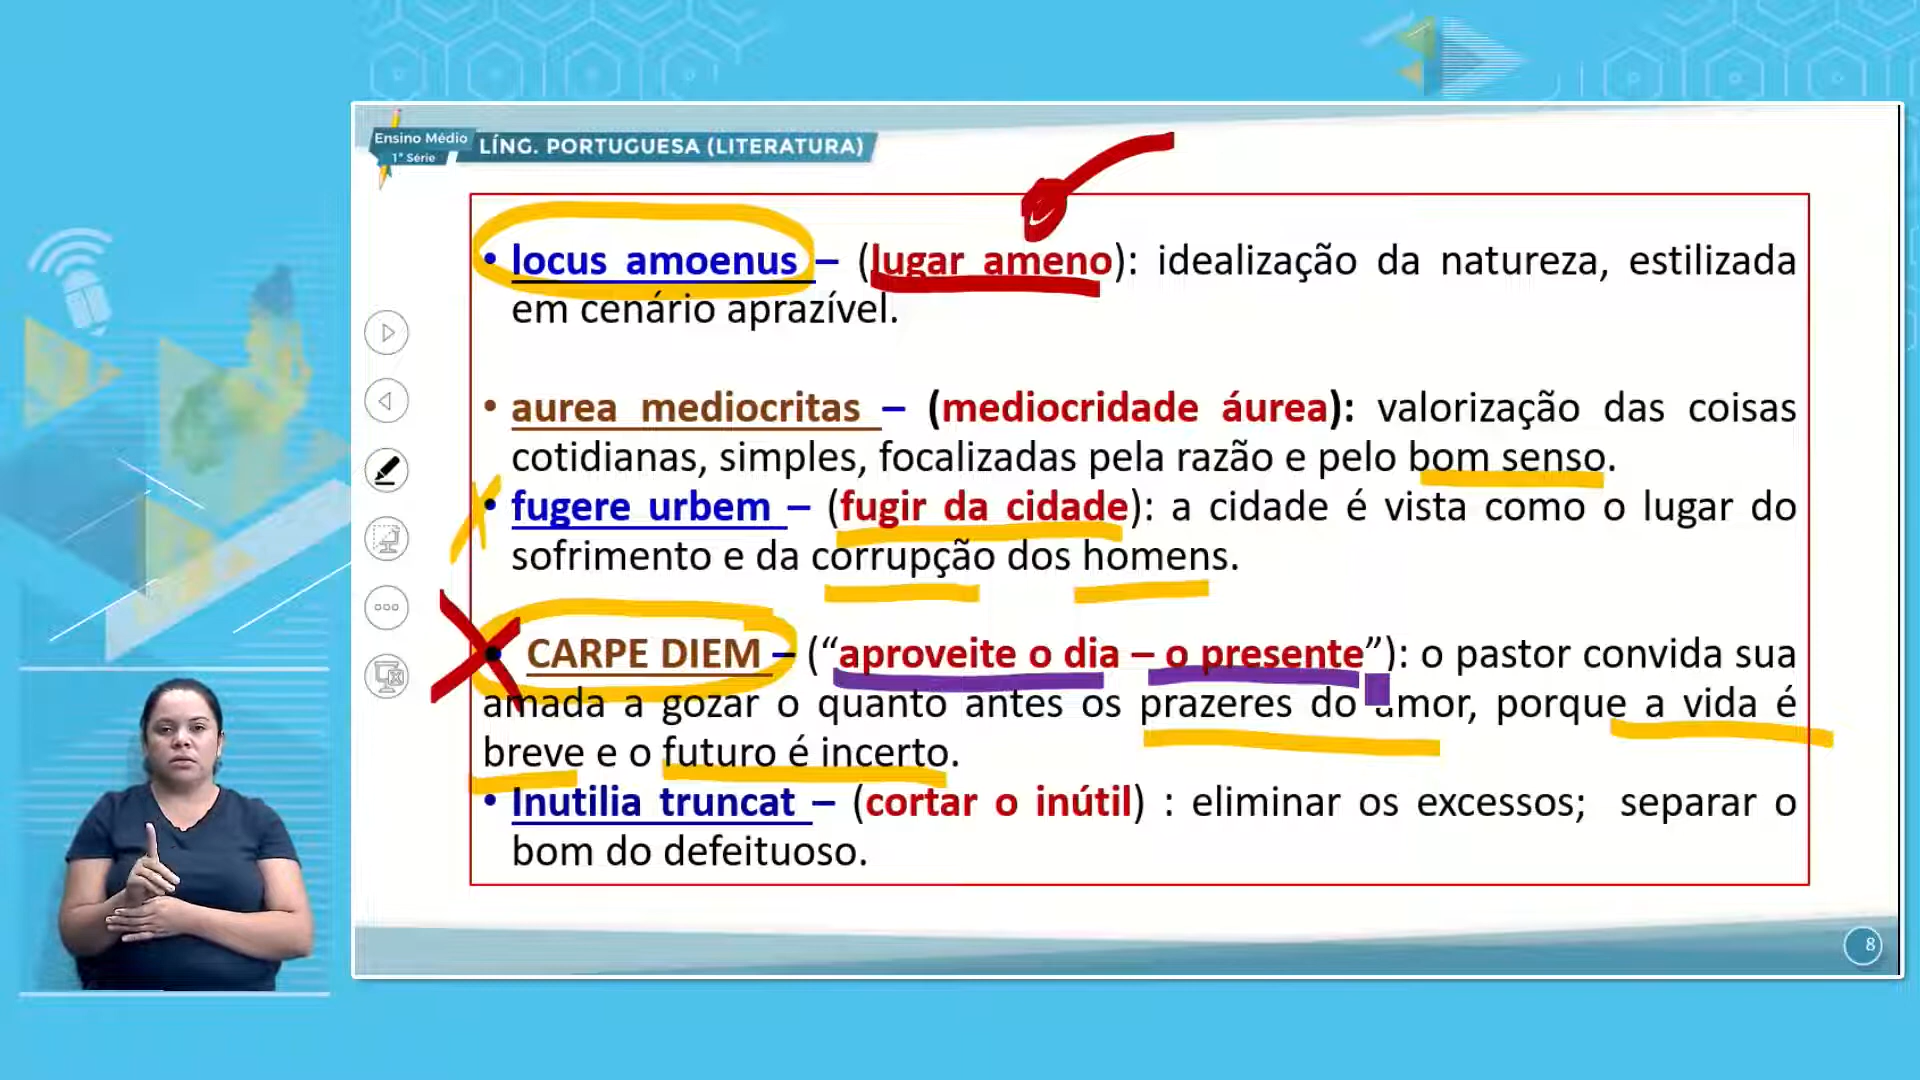 Ensino Médio
1ª Série
LÍNG. PORTUGUESA (LITERATURA)
• locus amoenus – (lugar ameno): idealização da natureza, estilizada
em cenário aprazível.
• aurea mediocritas – (mediocridade áurea): valorização das coisas
cotidianas, simples, focalizadas pela razão e pelo bom senso.
• fugere urbem – (fugir da cidade): a cidade é vista como o lugar do
sofrimento e da corrupção dos homens.
• CARPE DIEM – (“aproveite o dia – o presente”): o pastor convida sua
amada a gozar o quanto antes os prazeres do amor, porque a vida é
breve e o futuro é incerto.
• Inutilia truncat – (cortar o inútil) : eliminar os excessos; separar o
bom do defeituoso.
8